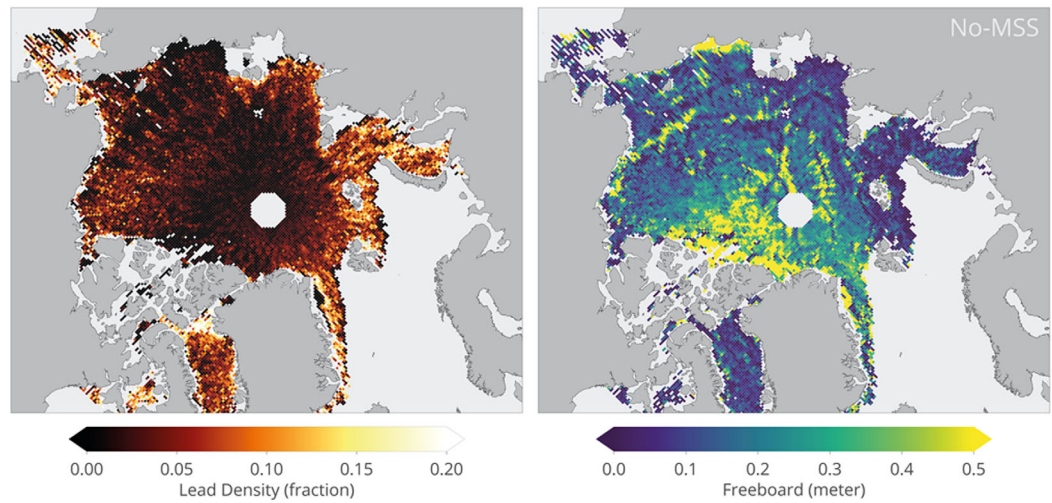 No-MSS
0.00 0.05 0.10 0.15 0.20
Lead Density (fraction)
0.0 0.1 0.2 0.3 0.4 0.5
Freeboard (meter)